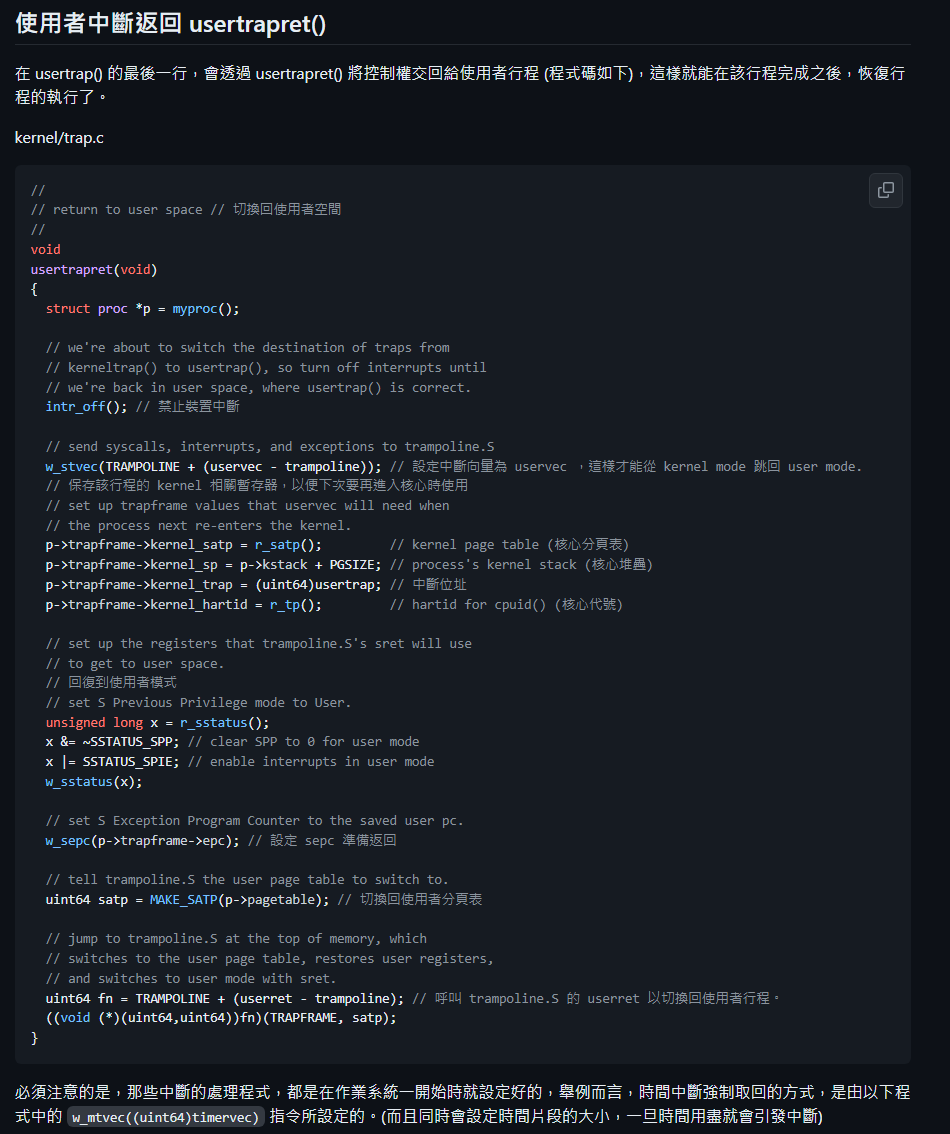 使用者中斷返回 usertrapret()
在 usertrap() 的最後一行，會透過 usertrapret() 將控制權交回給使用者行程 (程式碼如下)，這樣就能在該行程完成之後，恢復行
程的執行了。
kernel/trap.c
//
// return to user space // 切換回使用者空間
//
void
usertrapret(void)
{
  struct proc *p = myproc();

  // we're about to switch the destination of traps from
  // kerneltrap() to usertrap(), so turn off interrupts until
  // we're back in user space, where usertrap() is correct.
  intr_off(); // 禁止裝置中斷

  // send syscalls, interrupts, and exceptions to trampoline.S
  w_stvec(TRAMPOLINE + (uservec - trampoline)); // 設定中斷向量為 uservec ，這樣才能從 kernel mode 跳回 user mode.
  // 保存該行程的 kernel 相關暫存器，以便下次要再進入核心時使用
  // set up trapframe values that uservec will need when
  // the process next re-enters the kernel.
  p->trapframe->kernel_satp = r_satp();         // kernel page table (核心分頁表)
  p->trapframe->kernel_sp = p->kstack + PGSIZE; // process's kernel stack (核心堆疊)
  p->trapframe->kernel_trap = (uint64)usertrap; // 中斷位址
  p->trapframe->kernel_hartid = r_tp();         // hartid for cpuid() (核心代號)

  // set up the registers that trampoline.S's sret will use
  // to get to user space.
  // 回復到使用者模式
  // set S Previous Privilege mode to User.
  unsigned long x = r_sstatus();
  x &= ~SSTATUS_SPP; // clear SPP to 0 for user mode
  x |= SSTATUS_SPIE; // enable interrupts in user mode
  w_sstatus(x);

  // set S Exception Program Counter to the saved user pc.
  w_sepc(p->trapframe->epc); // 設定 sepc 準備返回

  // tell trampoline.S the user page table to switch to.
  uint64 satp = MAKE_SATP(p->pagetable); // 切換回使用者分頁表

  // jump to trampoline.S at the top of memory, which
  // switches to the user page table, restores user registers,
  // and switches to user mode with sret.
  uint64 fn = TRAMPOLINE + (userret - trampoline); // 呼叫 trampoline.S 的 userret 以切換回使用者行程。
  ((void (*)(uint64,uint64))fn)(TRAPFRAME, satp);
}
必須注意的是，那些中斷的處理程式，都是在作業系統一開始時就設定好的，舉例而言，時間中斷強制取回的方式，是由以下程
式中的 w_mtvec((uint64)timervec) 指令所設定的。(而且同時會設定時間片段的大小，一旦時間用盡就會引發中斷)